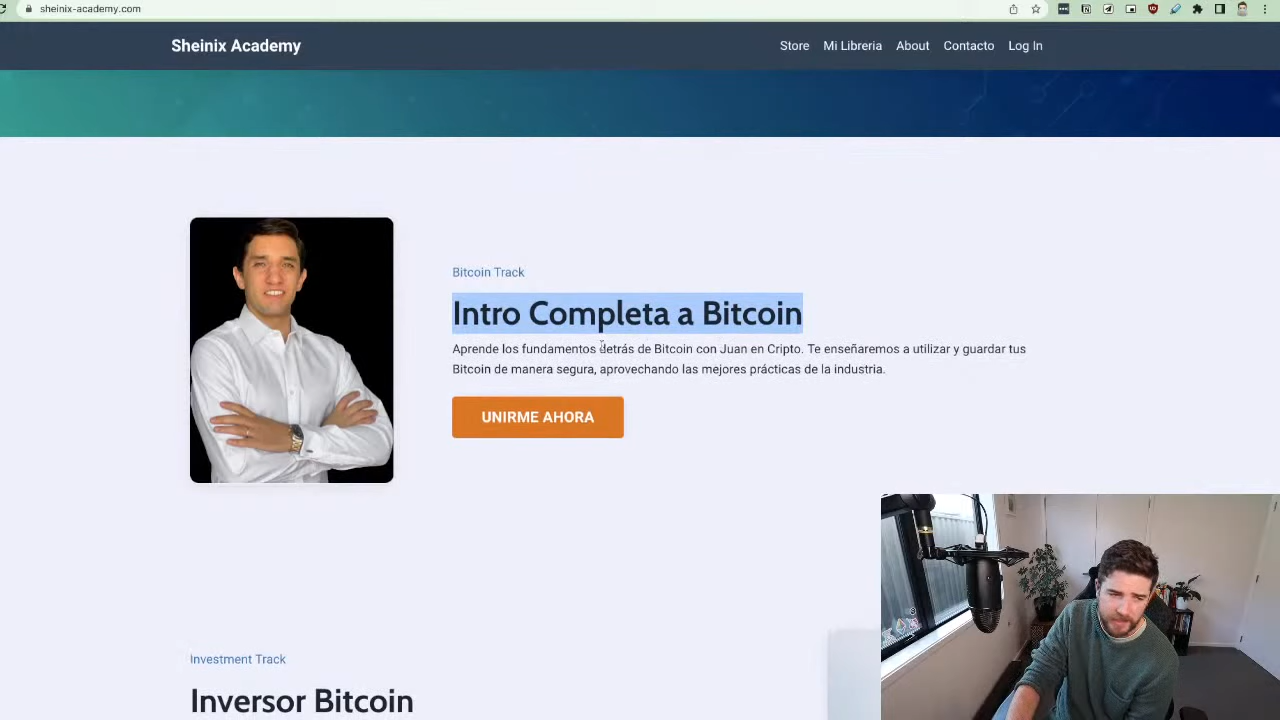 sheinix-academy.com
Sheinix Academy
Store Mi Libreria About Contacto Log In
Bitcoin Track
Intro Completa a Bitcoin
Aprende los fundamentos detrás de Bitcoin con Juan en Cripto. Te enseñaremos a utilizar y guardar tus
Bitcoin de manera segura, aprovechando las mejores prácticas de la industria.
UNIRME AHORA
Investment Track
Inversor Bitcoin